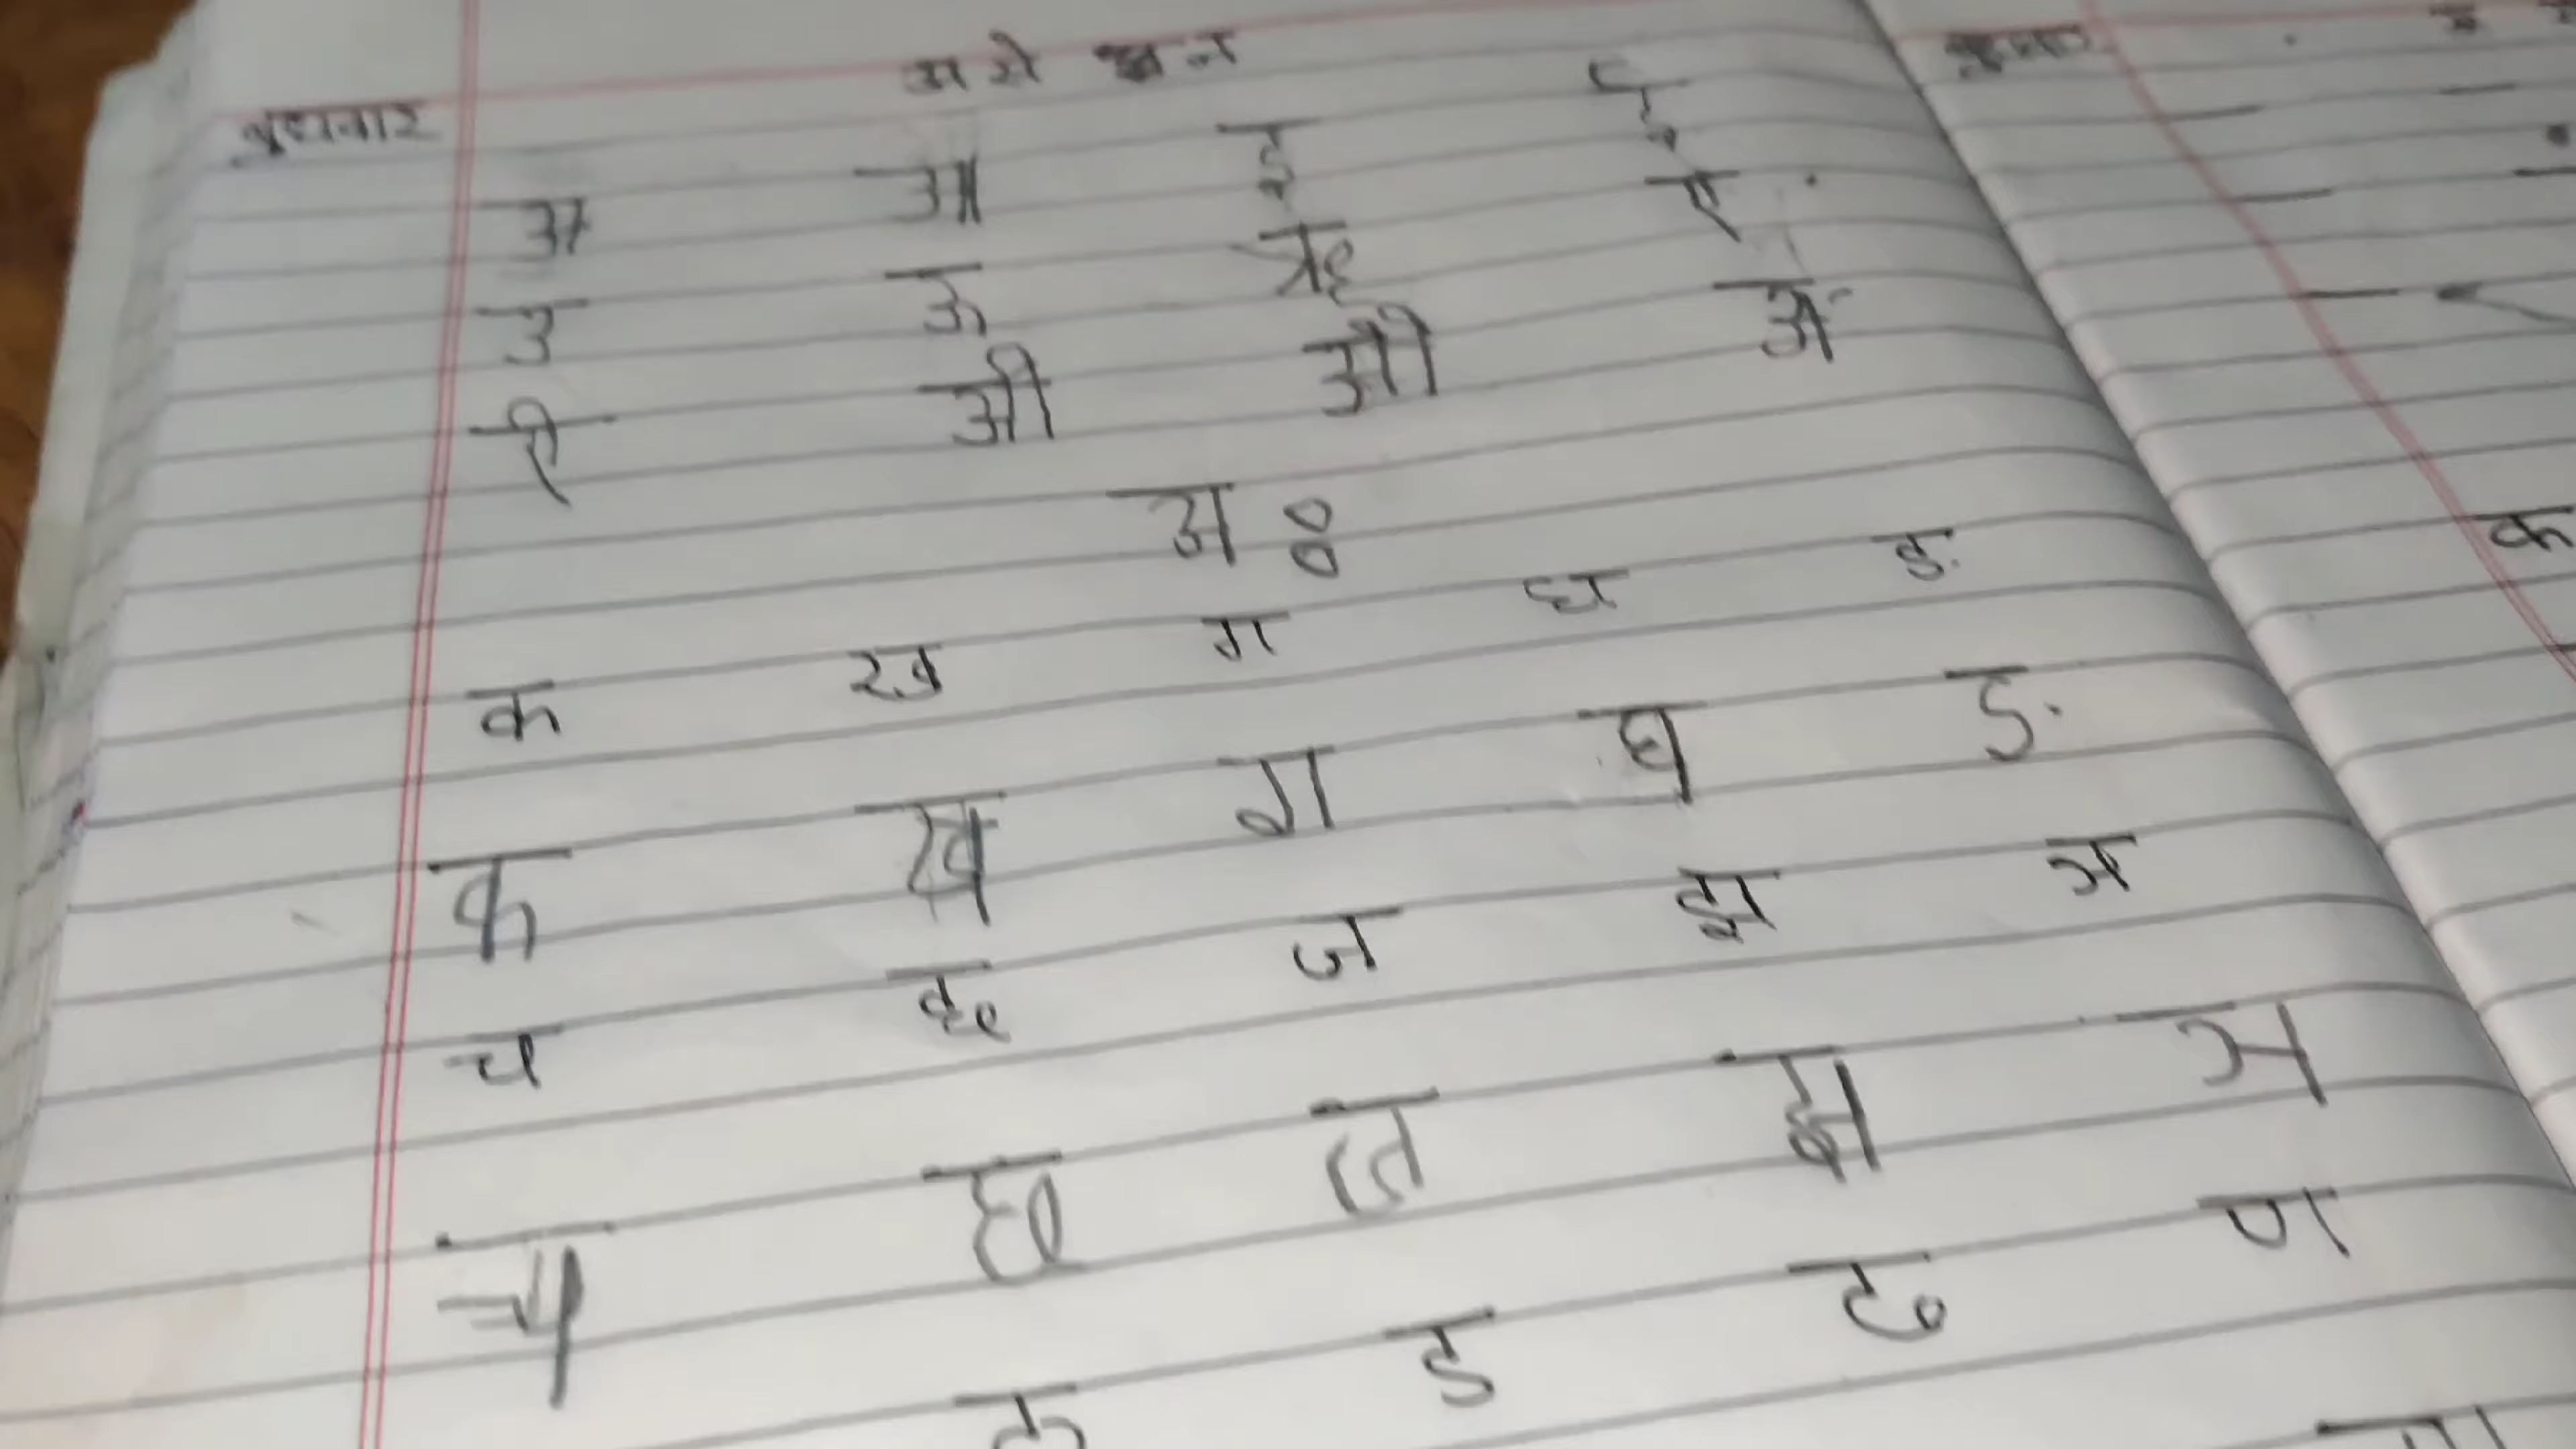 बुधवार
अ से
अ आ इ ई
उ ऊ ऋ ए
ऐ ओ औ अं
अ:
क ख ग घ ङ
क ख ग घ ङ
च छ ज झ ञ
च छ ज झ ञ
ठ ड ढ ण
क